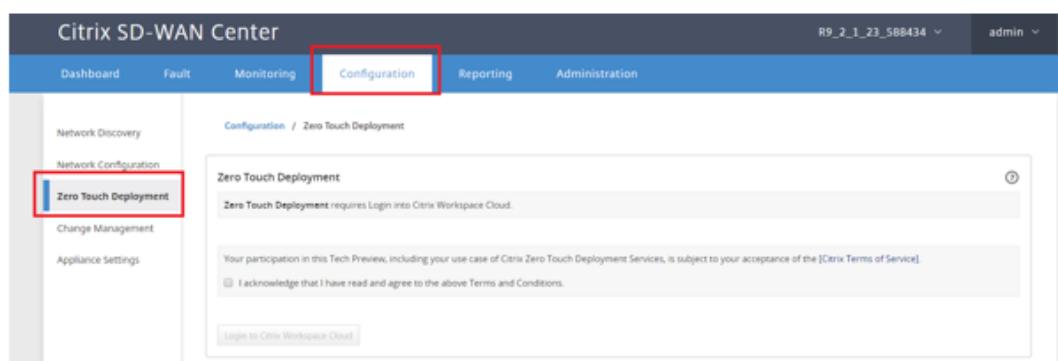 Citrix SD-WAN Center
R9_2_1_23_588434
admin
Dashboard
Fault
Monitoring
Configuration
Reporting
Administration
Network Discovery
Network Configuration
Zero Touch Deployment
Change Management
Appliance Settings
Configuration / Zero Touch Deployment
Zero Touch Deployment
Zero Touch Deployment requires Login into Citrix Workspace Cloud.
Your participation in this Tech Preview, including your use case of Citrix Zero Touch Deployment Services, is subject to your acceptance of the [Citrix Terms of Service].
I acknowledge that I have read and agree to the above Terms and Conditions.
Login to Citrix Workspace Cloud